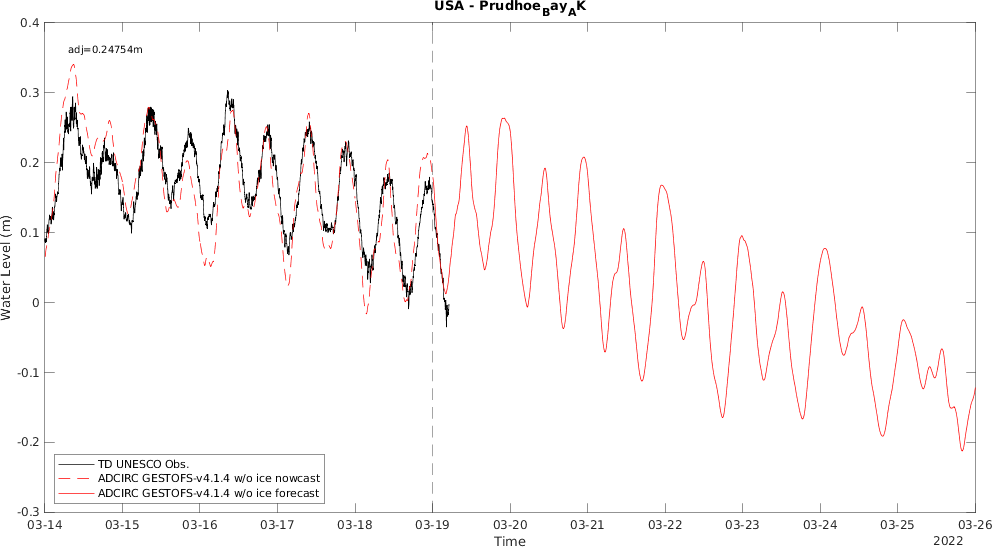 USA - PrudhoeBayAK
adj=0.24754m
0.4
0.3
0.2
0.1
0
-0.1
-0.2
-0.3
Water Level (m)
TD UNESCO Obs.
ADCIRC GESTOFS-v4.1.4 w/o ice nowcast
ADCIRC GESTOFS-v4.1.4 w/o ice forecast
03-14 03-15 03-16 03-17 03-18 03-19 03-20 03-21 03-22 03-23 03-24 03-25 03-26
Time
2022